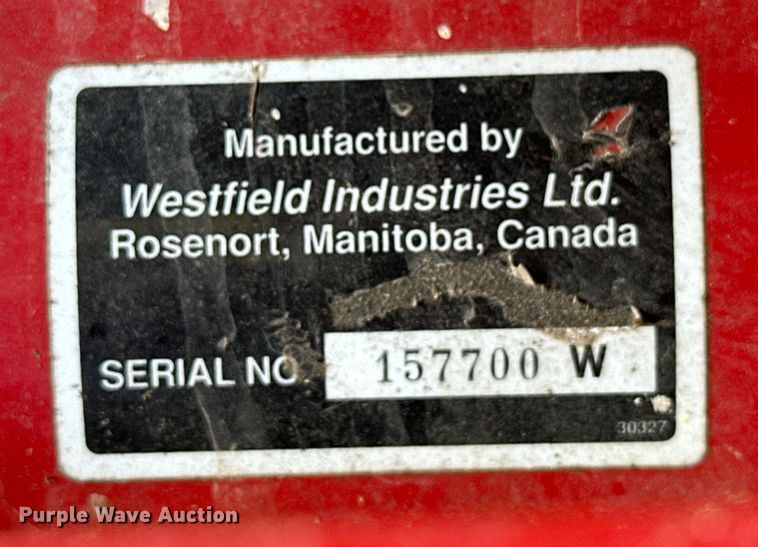 Manufactured by
Westfield Industries Ltd.
Rosenort, Manitoba, Canada
SERIAL NO
157700 W
30327
Purple Wave Auction